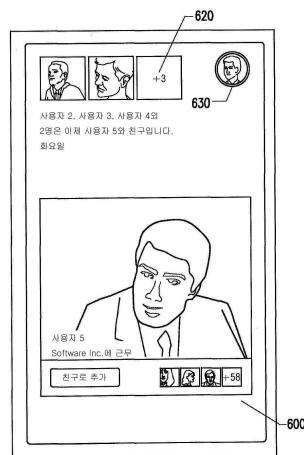 620
+3
630
사용자 2, 사용자 3, 사용자 4외
2명은 이제 사용자 5와 친구입니다.
화요일
사용자 5
Software Inc.에 근무
친구로 추가
+58
600